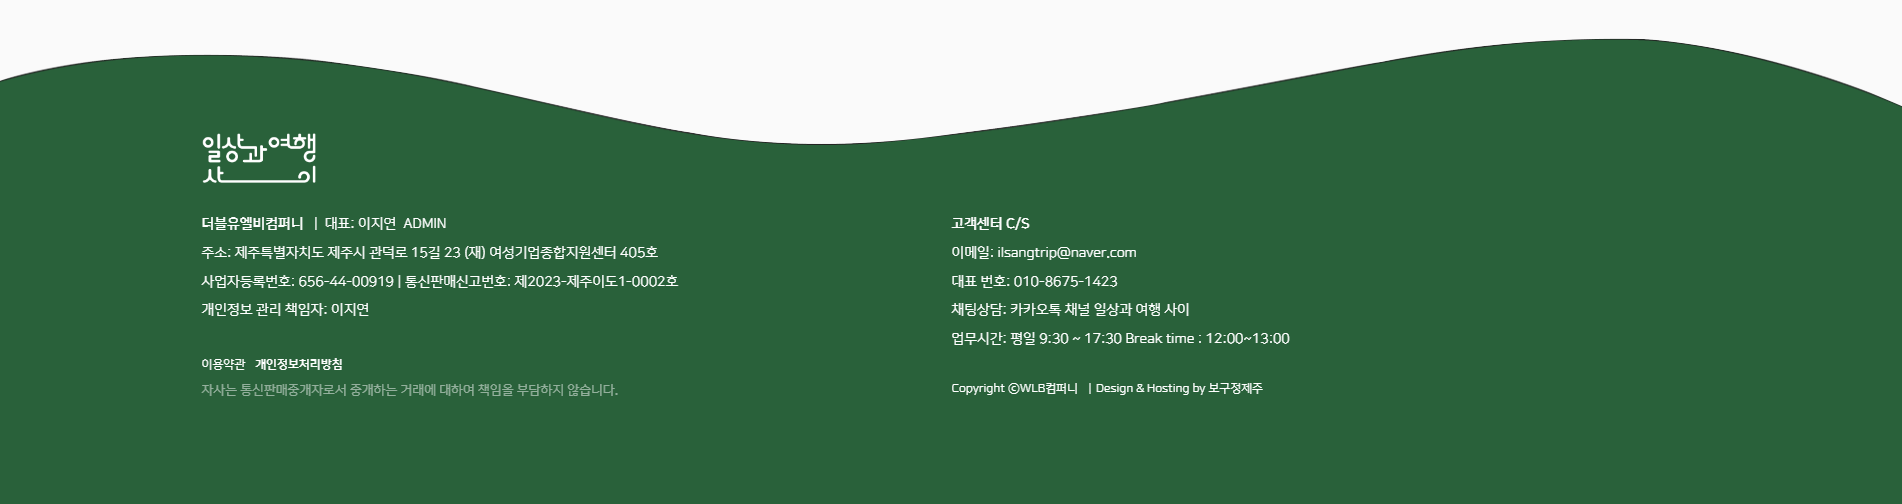 일상과 여행
사이
더블유엘비컴퍼니 | 대표: 이지연 ADMIN
주소: 제주특별자치도 제주시 관덕로 15길 23 (재) 여성기업종합지원센터 405호
사업자등록번호: 656-44-00919 | 통신판매신고번호: 제2023-제주이도1-0002호
개인정보 관리 책임자: 이지연
이용약관 개인정보처리방침
자사는 통신판매중개자로서 중개하는 거래에 대하여 책임을 부담하지 않습니다.
고객센터 C/S
이메일: ilsangtrip@naver.com
대표 번호: 010-8675-1423
채팅상담: 카카오톡 채널 일상과 여행 사이
업무시간: 평일 9:30 ~ 17:30 Break time : 12:00~13:00
Copyright ⓒWLB컴퍼니 | Design & Hosting by 보구정제주